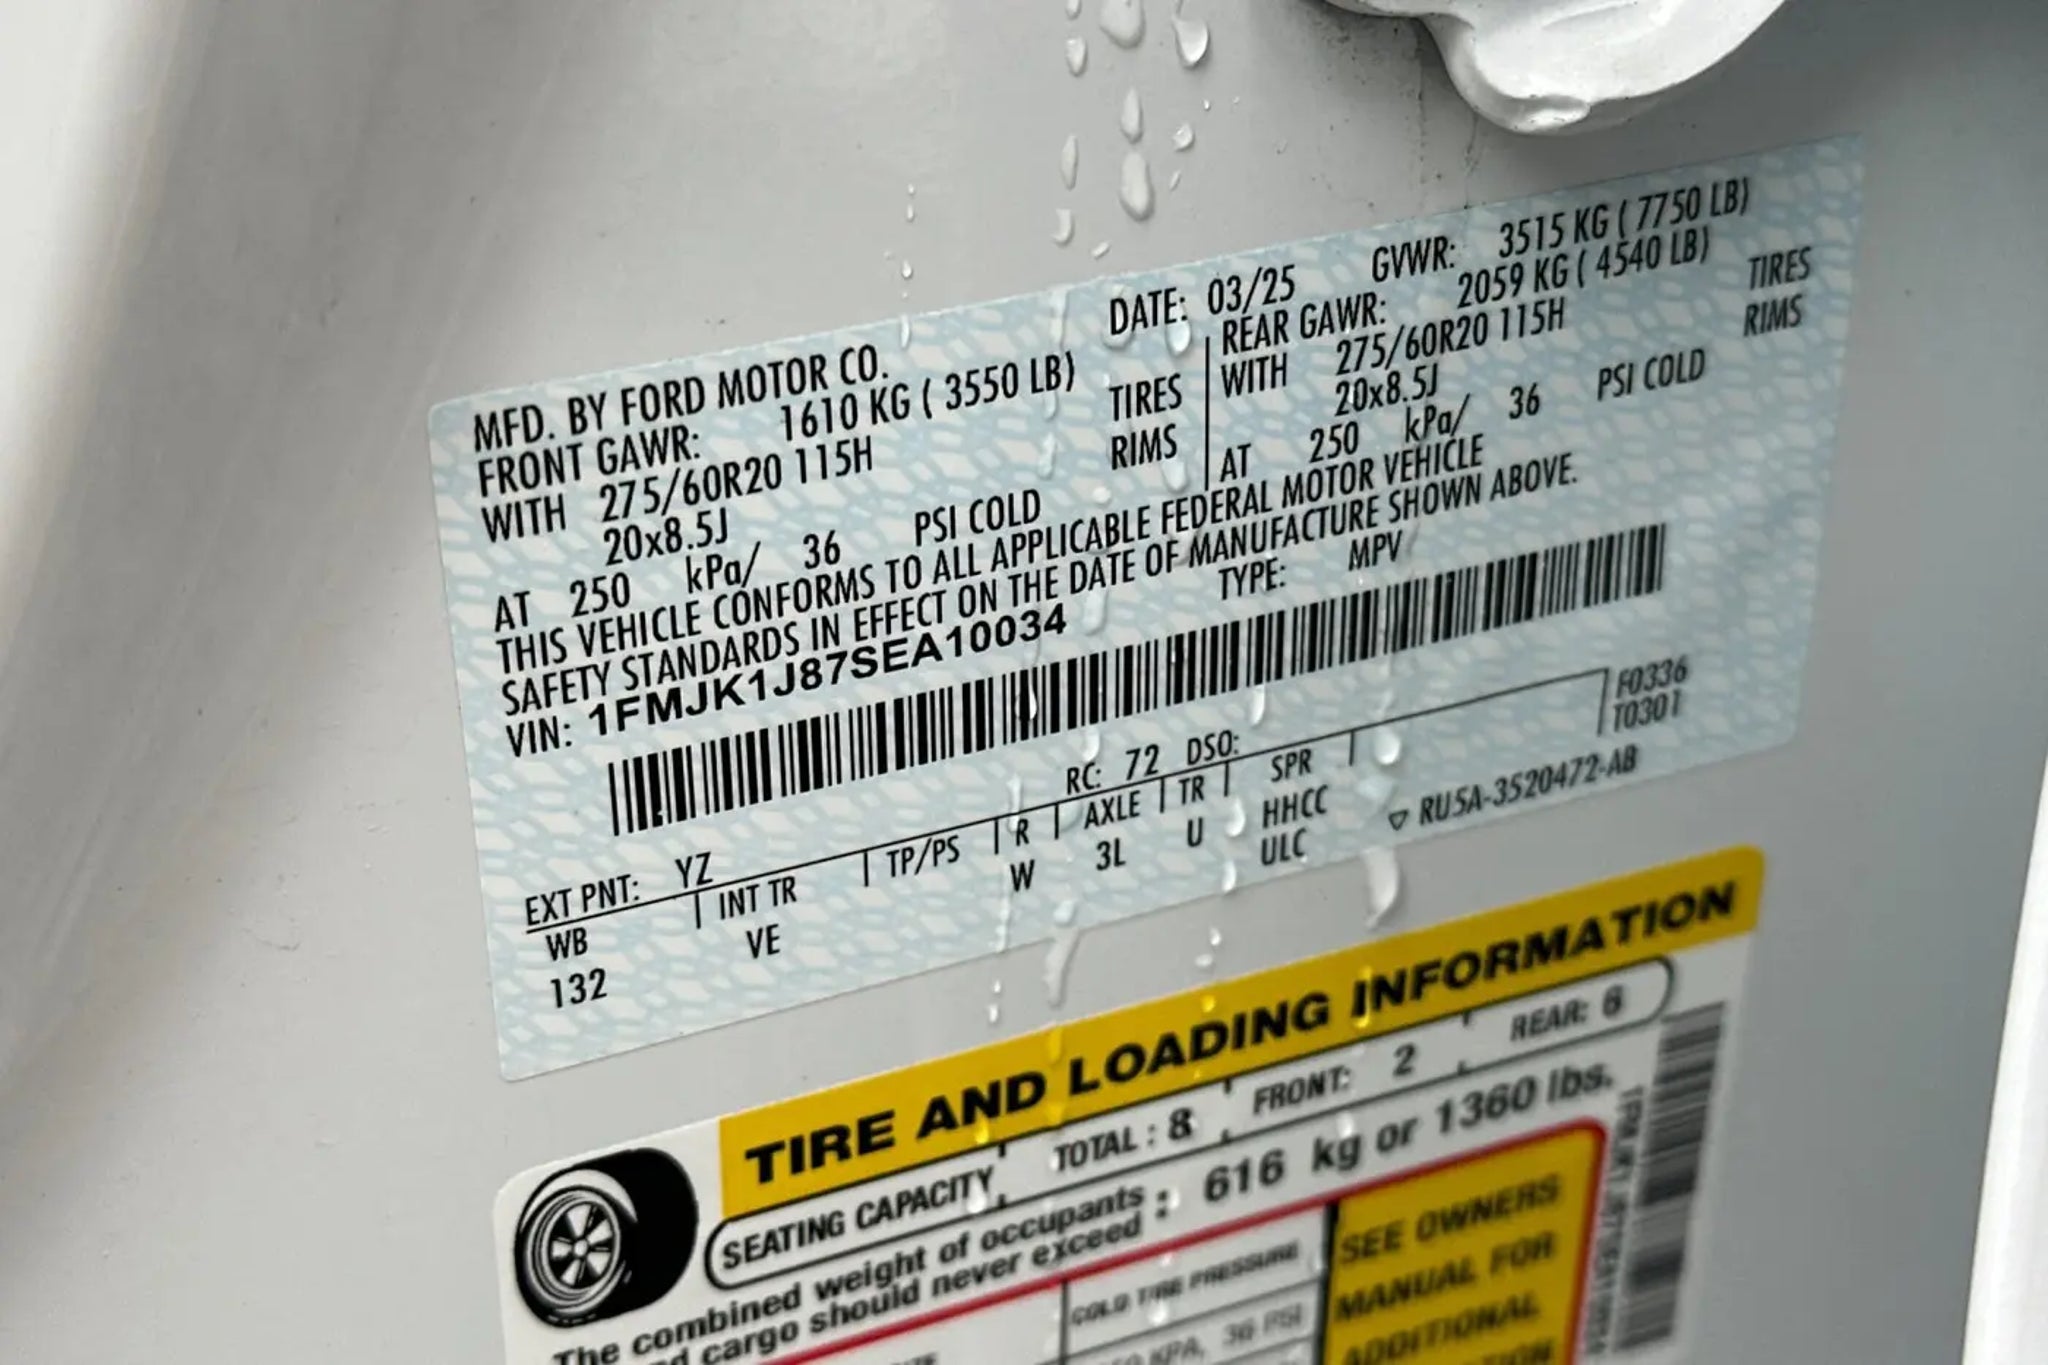 MFD. BY FORD MOTOR CO.
DATE: 03/25 GVWR: 3515 KG ( 7750 LB)
FRONT GAWR: 1610 KG ( 3550 LB)
WITH 275/60R20 115H TIRES
20x8.5J RIMS
AT 250 kPa/ 36 PSI COLD
REAR GAWR: 2059 KG ( 4540 LB)
WITH 275/60R20 115H TIRES
20x8.5J RIMS
AT 250 kPa/ 36 PSI COLD
THIS VEHICLE CONFORMS TO ALL APPLICABLE FEDERAL MOTOR VEHICLE
SAFETY STANDARDS IN EFFECT ON THE DATE OF MANUFACTURE SHOWN ABOVE.
VIN: 1FMJK1J87SEA10034 TYPE: MPV
F0336
T0301
EXT PNT: YZ RC: 72 DSO:
WB INT TR TP/PS R AXLE TR SPR
132 VE W 3L U HHCC
ULC
RU5A-3520472-AB
TIRE AND LOADING INFORMATION
SEATING CAPACITY TOTAL : 8 FRONT: 2 REAR: 6
The combined weight of occupants
and cargo should never exceed : 616 kg or 1360 lbs.
COLD TIRE PRESSURE
KPA, 36 PSI
SEE OWNERS
MANUAL FOR
ADDITIONAL